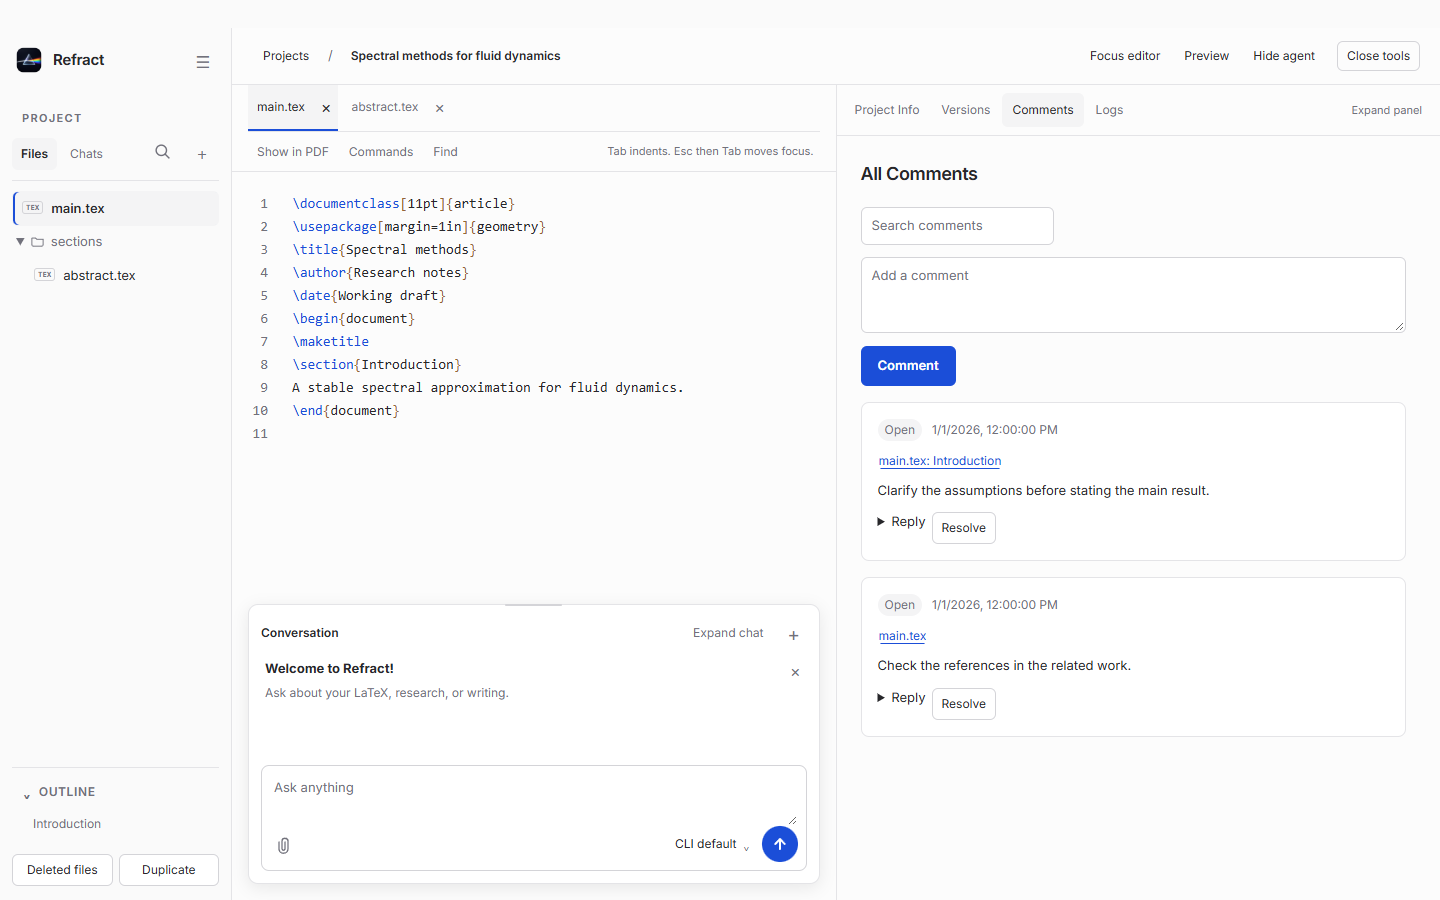 Refract
PROJECT
Files
Chats
TEX main.tex
sections
TEX abstract.tex
OUTLINE
Introduction
Deleted files
Duplicate
Projects / Spectral methods for fluid dynamics
Focus editor
Preview
Hide agent
Close tools
main.tex ×
abstract.tex ×
Show in PDF
Commands
Find
Tab indents. Esc then Tab moves focus.
1 \documentclass[11pt]{article}
2 \usepackage[margin=1in]{geometry}
3 \title{Spectral methods}
4 \author{Research notes}
5 \date{Working draft}
6 \begin{document}
7 \maketitle
8 \section{Introduction}
9 A stable spectral approximation for fluid dynamics.
10 \end{document}
11
Conversation
Expand chat +
Welcome to Refract! ×
Ask about your LaTeX, research, or writing.
Ask anything
CLI default
Project Info
Versions
Comments
Logs
Expand panel
All Comments
Search comments
Add a comment
Comment
Open 1/1/2026, 12:00:00 PM
main.tex: Introduction
Clarify the assumptions before stating the main result.
Reply
Resolve
Open 1/1/2026, 12:00:00 PM
main.tex
Check the references in the related work.
Reply
Resolve